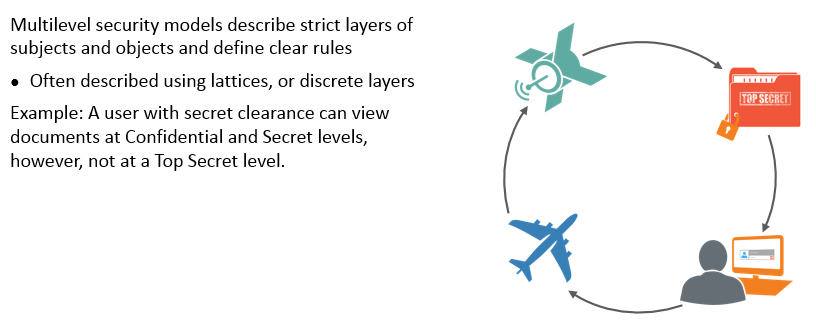 Multilevel security models describe strict layers of
subjects and objects and define clear rules
• Often described using lattices, or discrete layers
Example: A user with secret clearance can view
documents at Confidential and Secret levels,
however, not at a Top Secret level.
TOP SECRET